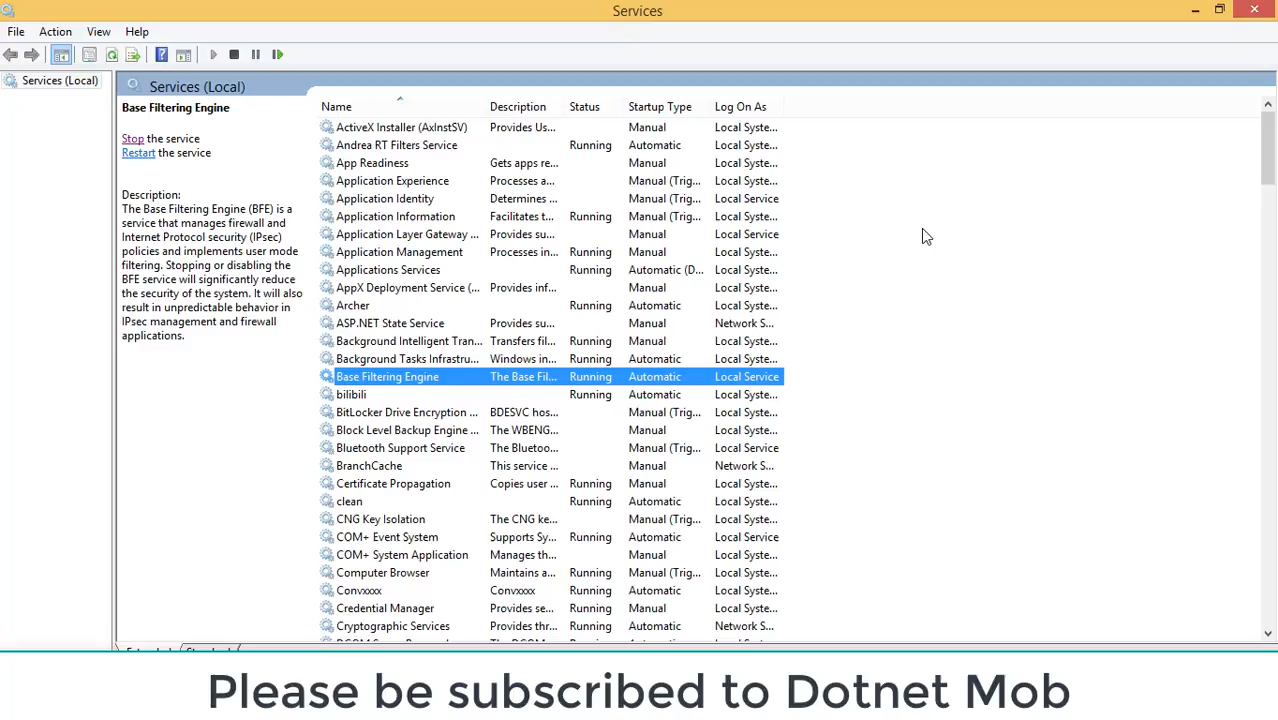 Services
File Action View Help
Services (Local)
Services (Local)
Base Filtering Engine
Stop the service
Restart the service
Description:
The Base Filtering Engine (BFE) is a
service that manages firewall and
Internet Protocol security (IPsec)
policies and implements user mode
filtering. Stopping or disabling the
BFE service will significantly reduce
the security of the system. It will also
result in unpredictable behavior in
IPsec management and firewall
applications.
Name Description Status Startup Type Log On As
ActiveX Installer (AxInstSV) Provides Us... Manual Local Syste...
Andrea RT Filters Service Running Automatic Local Syste...
App Readiness Gets apps re... Manual Local Syste...
Application Experience Processes a... Manual (Trig... Local Syste...
Application Identity Determines ... Manual (Trig... Local Service
Application Information Facilitates t... Running Manual (Trig... Local Syste...
Application Layer Gateway ... Provides su... Manual Local Service
Application Management Processes in... Running Manual Local Syste...
Applications Services Running Automatic (D... Local Syste...
AppX Deployment Service (... Provides inf... Manual Local Syste...
Archer Running Automatic Local Syste...
ASP.NET State Service Provides su... Manual Network S...
Background Intelligent Tran... Transfers fil... Running Manual Local Syste...
Background Tasks Infrastru... Windows in... Running Automatic Local Syste...
Base Filtering Engine The Base Fil... Running Automatic Local Service
bilibili Running Automatic Local Syste...
BitLocker Drive Encryption ... BDESVC hos... Manual (Trig... Local Syste...
Block Level Backup Engine ... The WBENG... Manual Local Syste...
Bluetooth Support Service The Bluetoo... Manual (Trig... Local Service
BranchCache This service ... Manual Network S...
Certificate Propagation Copies user ... Running Manual Local Syste...
clean Running Automatic Local Syste...
CNG Key Isolation The CNG ke... Manual (Trig... Local Syste...
COM+ Event System Supports Sy... Running Automatic Local Service
COM+ System Application Manages th... Manual Local Syste...
Computer Browser Maintains a... Running Manual (Trig... Local Syste...
Convxxxx Convxxxx Running Automatic Local Syste...
Credential Manager Provides se... Running Manual Local Syste...
Cryptographic Services Provides thr... Running Automatic Network S...
Please be subscribed to Dotnet Mob